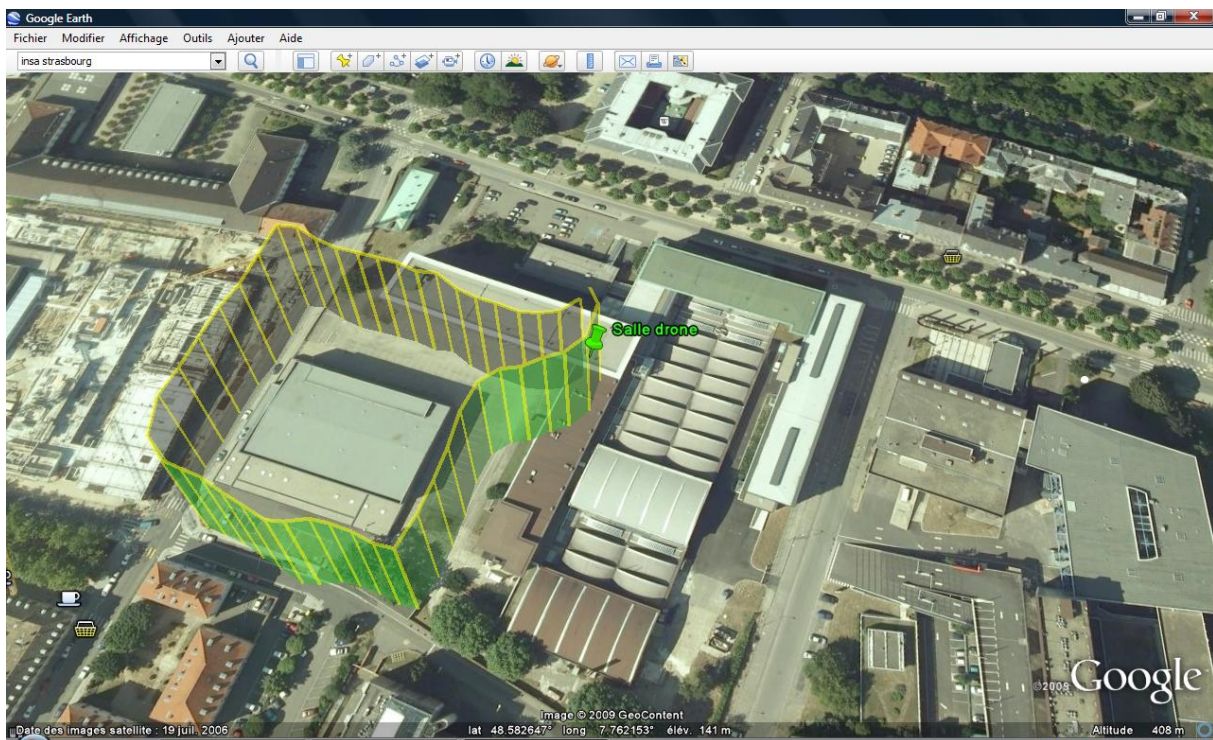 Google Earth
Fichier Modifier Affichage Outils Ajouter Aide
insa strasbourg
Salle drone
©2009 Google
Image © 2009 GeoContent
Date des images satellite : 19 juil. 2006 lat 48.582647° long 7.762153° élév. 141 m Altitude 408 m